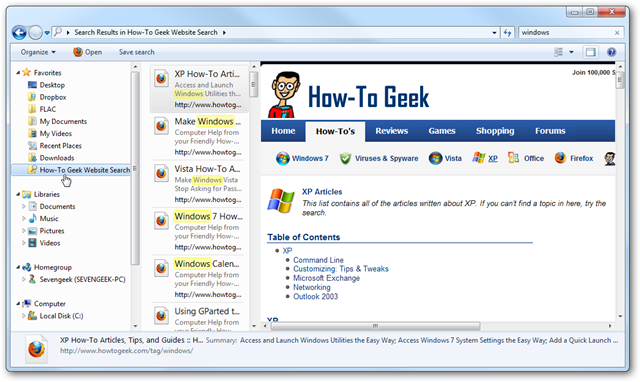 Search Results in How-To Geek Website Search
windows
Organize
Open
Save search
Favorites
Desktop
Dropbox
FLAC
My Documents
My Videos
Recent Places
Downloads
How-To Geek Website Search
Libraries
Documents
Music
Pictures
Videos
Homegroup
Sevengeek (SEVENGEEK-PC)
Computer
Local Disk (C:)
XP How-To Arti...
Access and Launch
Windows Utilities the
http://www.howtog...
Make Windows ...
Computer Help from
your Friendly How-...
http://www.howtog...
Vista How-To A...
Make Windows Vista
Stop Asking for Pass...
http://www.howtog...
Windows 7 How...
Computer Help from
your Friendly How-...
http://www.howtog...
Windows Calen...
Computer Help from
your Friendly How-...
http://www.howtog...
Using GParted t...
Computer Help from
your Friendly How-...
http://www.howtog...
Join 100,000 S
How-To Geek
Home
How-To's
Reviews
Games
Shopping
Forums
Windows 7
Viruses & Spyware
Vista
XP
Office
Firefox
XP Articles
This list contains all of the articles written about XP. If you can't find a topic in here, try the
search.
Table of Contents
XP
Command Line
Customizing: Tips & Tweaks
Microsoft Exchange
Networking
Outlook 2003
XP
XP How-To Articles, Tips, and Guides :: H...
Summary: Access and Launch Windows Utilities the Easy Way; Access Windows 7 System Settings the Easy Way; Add a Quick Launch ...
http://www.howtogeek.com/tag/windows/